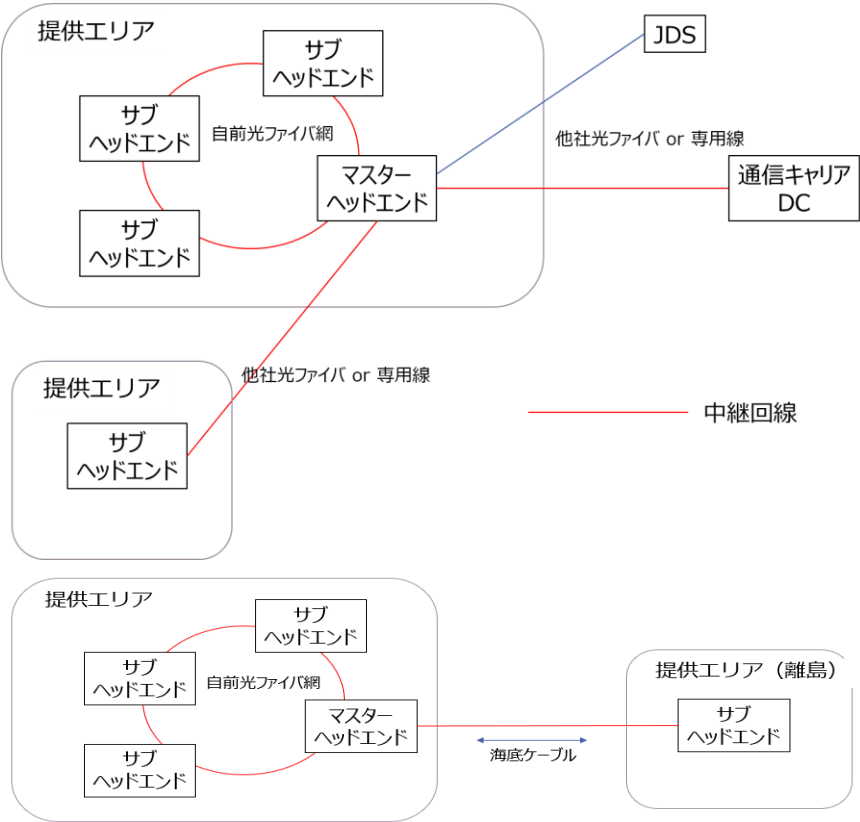 提供エリア
サブ
ヘッドエンド
JDS
サブ
ヘッドエンド
自前光ファイバ網
他社光ファイバ or 専用線
マスター
ヘッドエンド
通信キャリア
DC
サブ
ヘッドエンド
他社光ファイバ or 専用線
提供エリア
サブ
ヘッドエンド
中継回線
提供エリア
サブ
ヘッドエンド
サブ
ヘッドエンド
自前光ファイバ網
マスター
ヘッドエンド
サブ
ヘッドエンド
海底ケーブル
提供エリア（離島）
サブ
ヘッドエンド